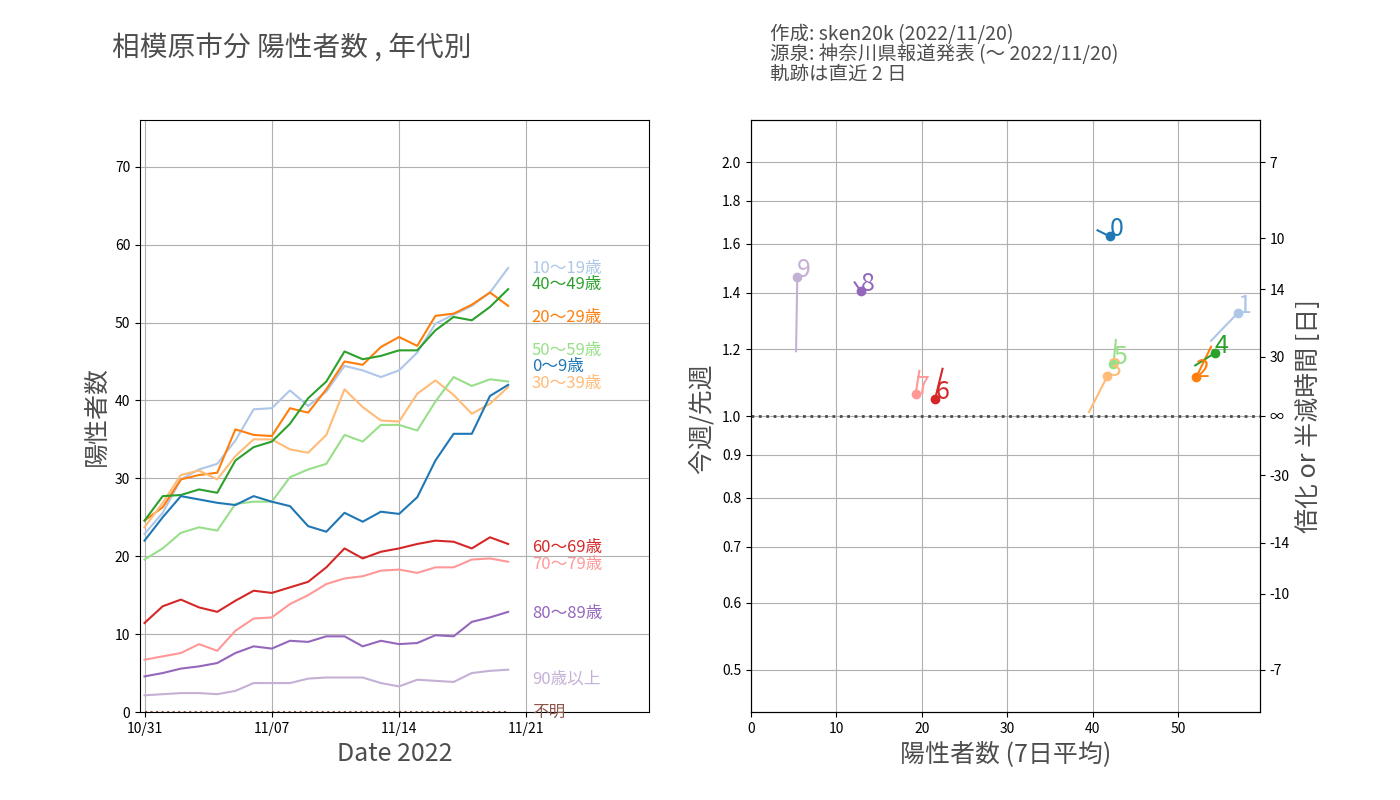 相模原市分 陽性者数 , 年代別
作成: sken20k (2022/11/20)
源泉: 神奈川県報道発表 (〜 2022/11/20)
軌跡は直近 2 日
陽性者数
70
60
50
40
30
20
10
0
10/31
11/07
11/14
11/21
Date 2022
10〜19歳
40〜49歳
20〜29歳
50〜59歳
0〜9歳
30〜39歳
60〜69歳
70〜79歳
80〜89歳
90歳以上
不明
今週/先週
2.0
1.8
1.6
1.4
1.2
1.0
0.9
0.8
0.7
0.6
0.5
0
10
20
30
40
50
陽性者数 (7日平均)
0
9
8
1
4
5
2
3
7
6
7
10
14
30
∞
-30
-14
-10
-7
倍化 or 半減時間 [日]